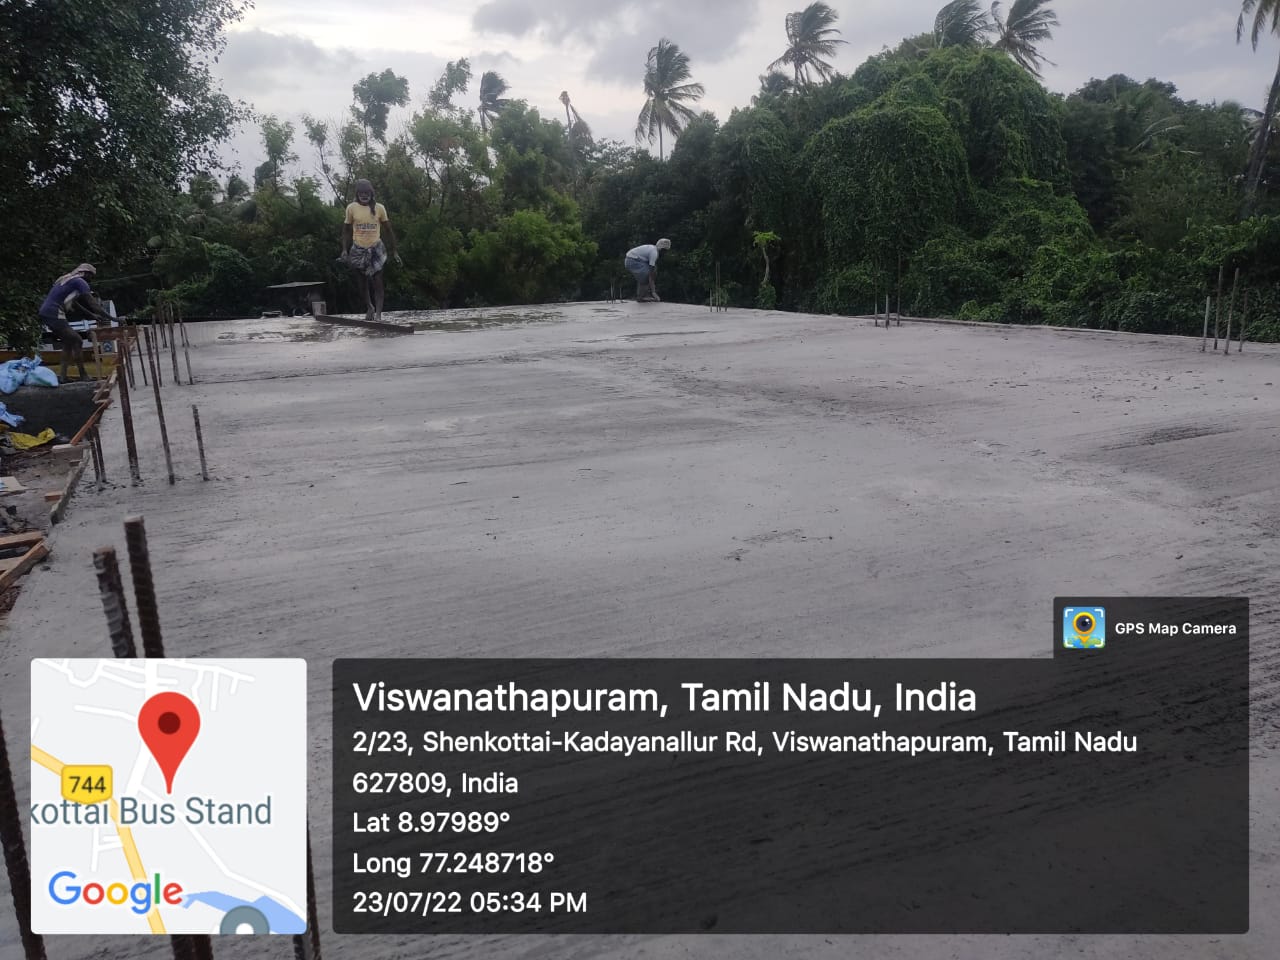 GPS Map Camera
Viswanathapuram, Tamil Nadu, India
2/23, Shenkottai-Kadayanallur Rd, Viswanathapuram, Tamil Nadu
627809, India
Lat 8.97989°
Long 77.248718°
23/07/22 05:34 PM
744
kottai Bus Stand
Google